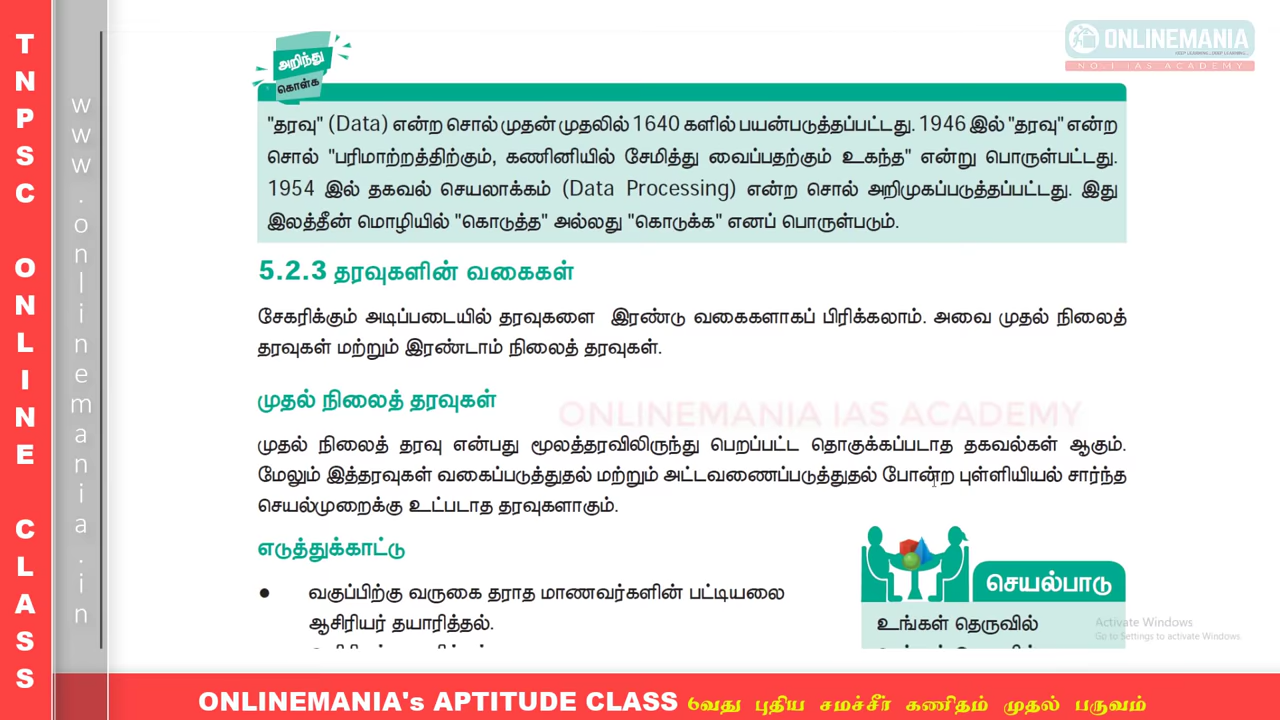 TNPSC ONLINE CLASS
www.onlinemania.in
ONLINEMANIA
KEEP LEARNING...DEEP LEARNING...
NO.1 IAS ACADEMY
அறிந்து
கொள்க
"தரவு" (Data) என்ற சொல் முதன் முதலில் 1640 களில் பயன்படுத்தப்பட்டது. 1946 இல் "தரவு" என்ற
சொல் "பரிமாற்றத்திற்கும், கணினியில் சேமித்து வைப்பதற்கும் உகந்த" என்று பொருள்பட்டது.
1954 இல் தகவல் செயலாக்கம் (Data Processing) என்ற சொல் அறிமுகப்படுத்தப்பட்டது. இது
இலத்தீன் மொழியில் "கொடுத்த" அல்லது "கொடுக்க" எனப் பொருள்படும்.
5.2.3 தரவுகளின் வகைகள்
சேகரிக்கும் அடிப்படையில் தரவுகளை இரண்டு வகைகளாகப் பிரிக்கலாம். அவை முதல் நிலைத்
தரவுகள் மற்றும் இரண்டாம் நிலைத் தரவுகள்.
முதல் நிலைத் தரவுகள்
ONLINEMANIA IAS ACADEMY
முதல் நிலைத் தரவு என்பது மூலத்தரவிலிருந்து பெறப்பட்ட தொகுக்கப்படாத தகவல்கள் ஆகும்.
மேலும் இத்தரவுகள் வகைப்படுத்துதல் மற்றும் அட்டவணைப்படுத்துதல் போன்ற புள்ளியியல் சார்ந்த
செயல்முறைக்கு உட்படாத தரவுகளாகும்.
எடுத்துக்காட்டு
● வகுப்பிற்கு வருகை தராத மாணவர்களின் பட்டியலை
ஆசிரியர் தயாரித்தல்.
செயல்பாடு
உங்கள் தெருவில்
Activate Windows
Go to Settings to activate Windows.
ONLINEMANIA's APTITUDE CLASS 6வது புதிய சமச்சீர் கணிதம் முதல் பருவம்